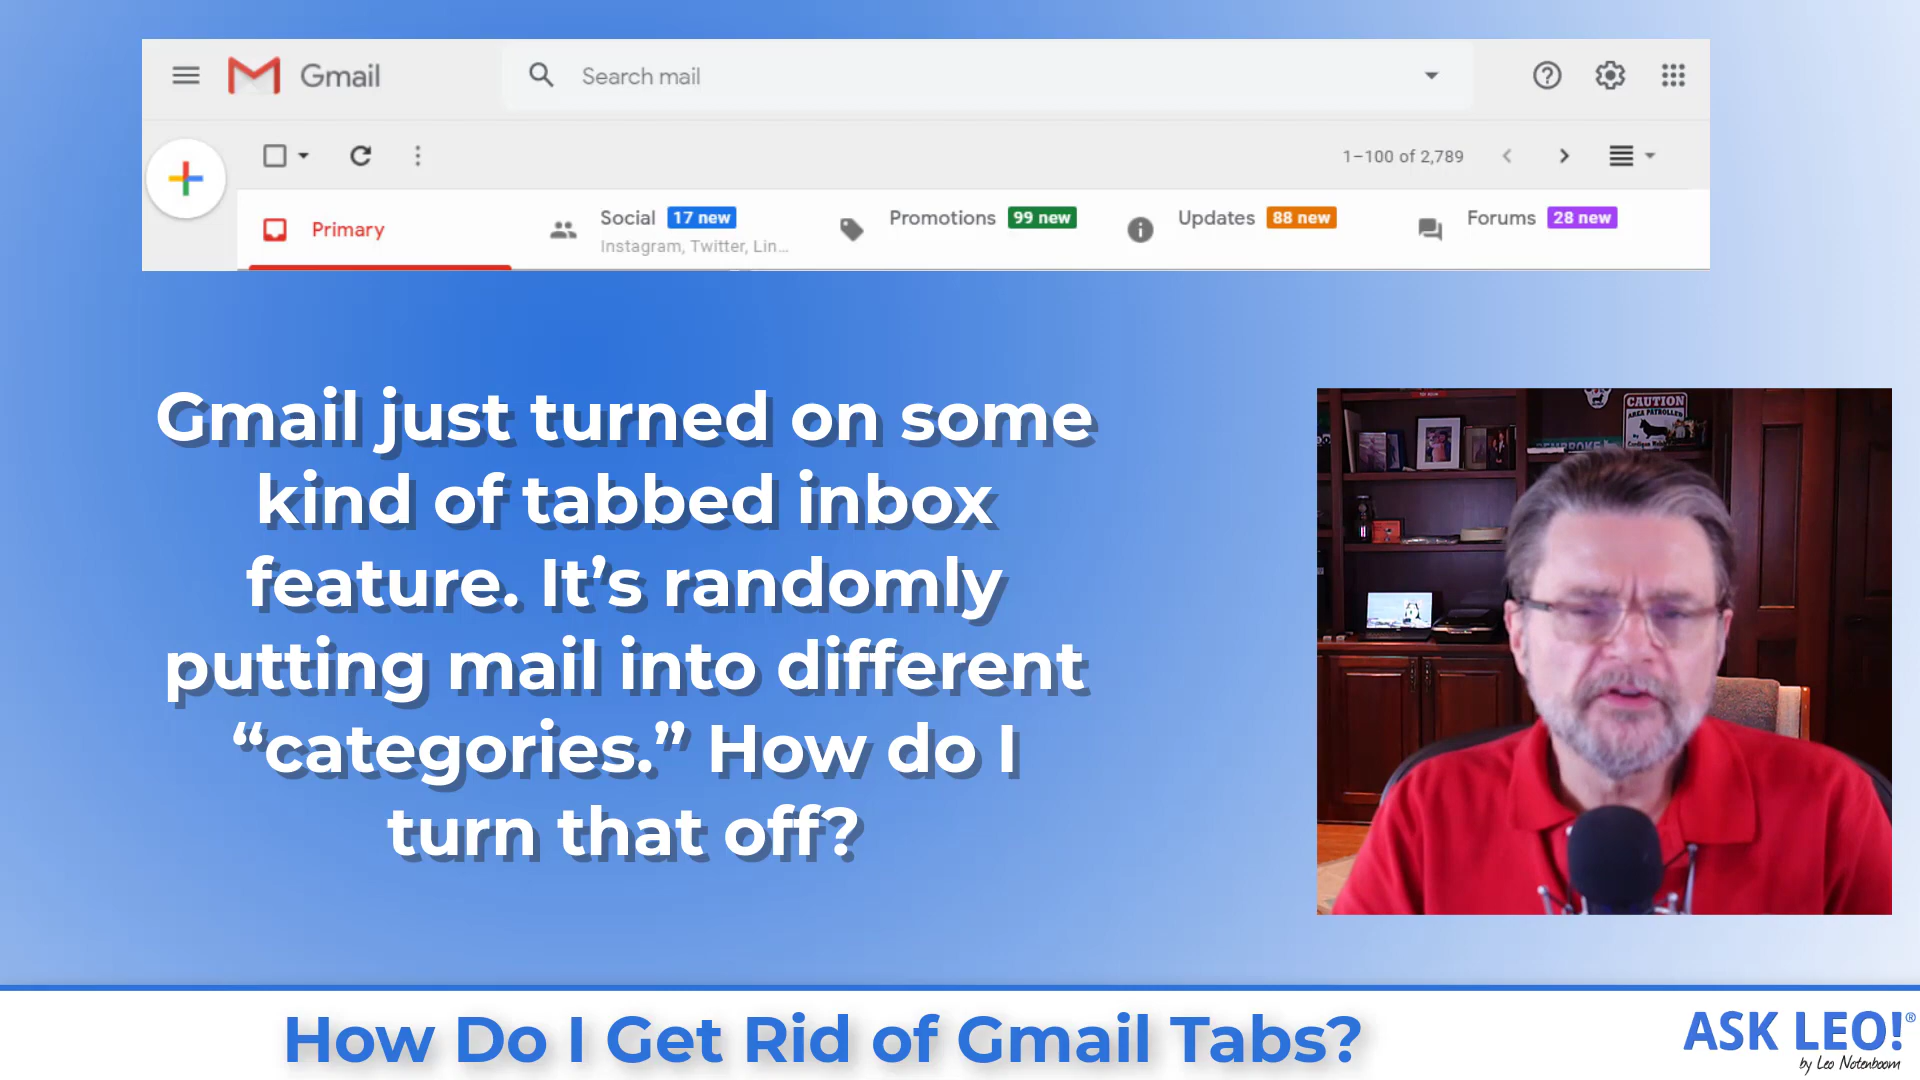 Gmail
Search mail
1–100 of 2,789
Primary
Social 17 new
Instagram, Twitter, Lin...
Promotions 99 new
Updates 88 new
Forums 28 new
Gmail just turned on some
kind of tabbed inbox
feature. It’s randomly
putting mail into different
“categories.” How do I
turn that off?
CAUTION
AREA PATROLLED
PEMBROKE
How Do I Get Rid of Gmail Tabs?
ASK LEO!®
by Leo Notenboom